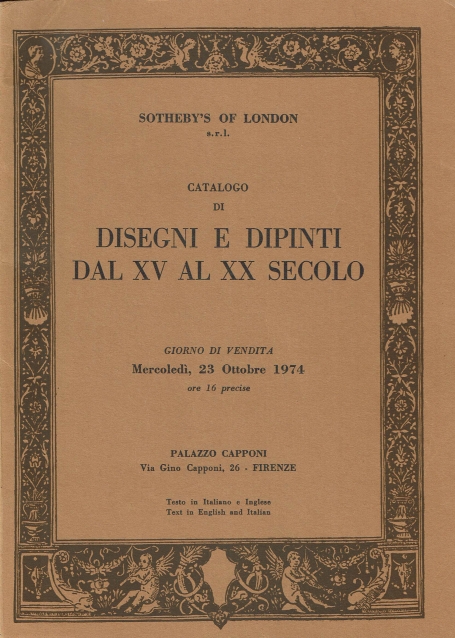 SOTHEBY'S OF LONDON
s.r.l.
CATALOGO
DI
DISEGNI E DIPINTI
DAL XV AL XX SECOLO
GIORNO DI VENDITA
Mercoledì, 23 Ottobre 1974
ore 16 precise
PALAZZO CAPPONI
Via Gino Capponi, 26 - FIRENZE
Testo in Italiano e Inglese
Text in English and Italian